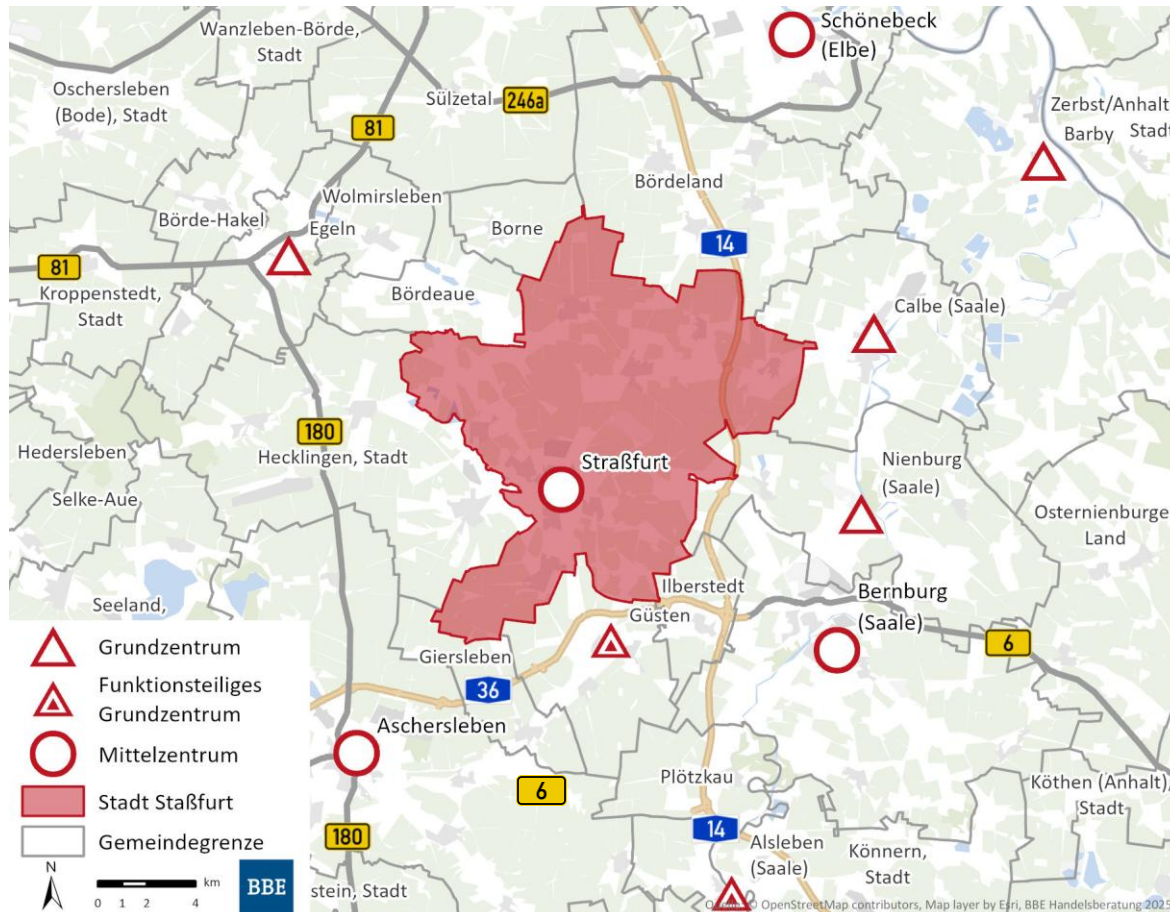 Schönebeck
(Elbe)
Wanzleben-Börde,
Stadt
Oschersleben
(Bode), Stadt
Sülzetal
246a
81
Zerbst/Anhalt
Stadt
Barby
Bördeland
Wolmirsleben
Börde-Hakel
Egeln
Borne
14
81
Kroppenstedt,
Stadt
Bördeaue
Calbe (Saale)
180
Hecklingen, Stadt
Hedersleben
Selke-Aue
Straßfurt
Nienburg
(Saale)
Osternienburger
Land
Ilberstedt
Seeland,
Güsten
Bernburg
(Saale)
6
Giersleben
36
Aschersleben
Plötzkau
6
Köthen (Anhalt),
Stadt
180
14
Alsleben
(Saale)
Könnern,
Stadt
stein, Stadt
Grundzentrum
Funktionsteiliges
Grundzentrum
Mittelzentrum
Stadt Staßfurt
Gemeindegrenze
N
0 1 2 4 km
BBE
© OpenStreetMap contributors, Map layer by Esri, BBE Handelsberatung 2025